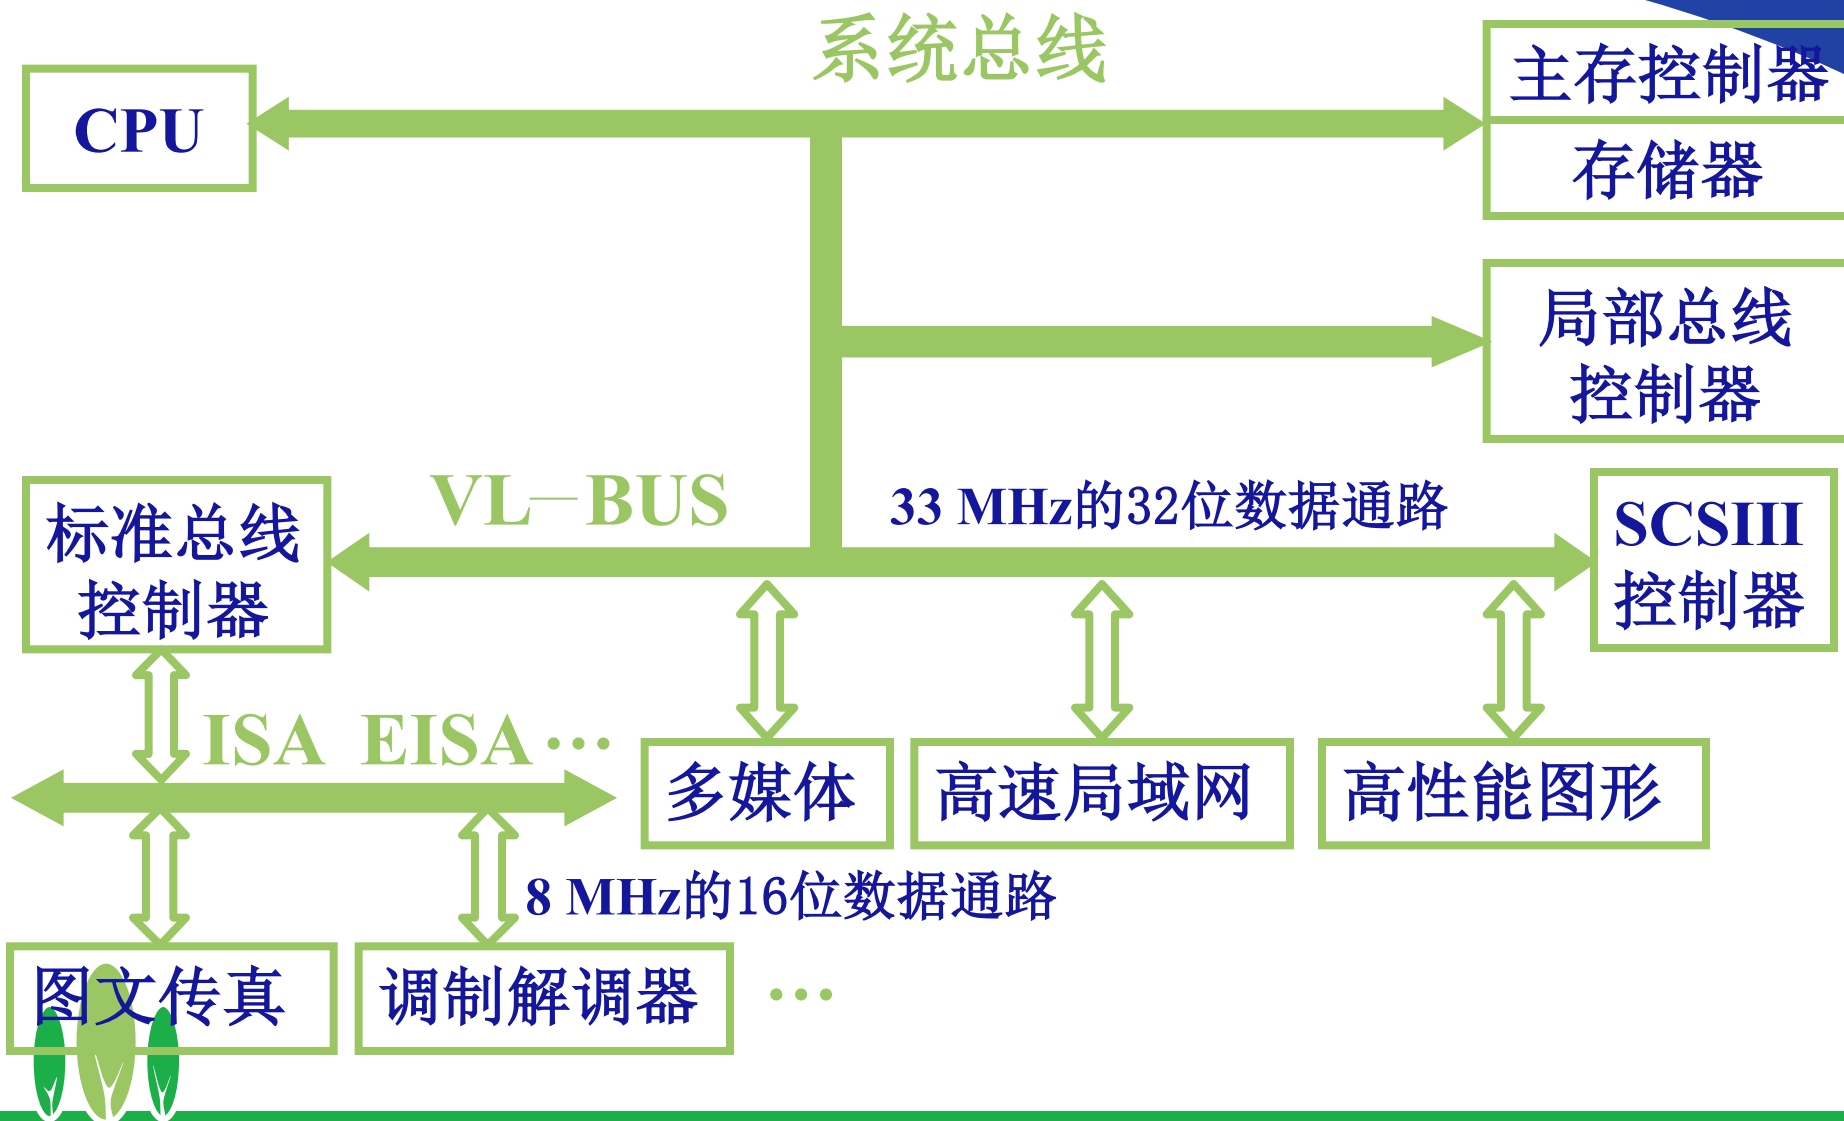 系统总线
CPU
主存控制器
存储器
局部总线
控制器
VL—BUS
33 MHz的32位数据通路
标准总线
控制器
SCSIII
控制器
ISA EISA…
多媒体
高速局域网
高性能图形
8 MHz的16位数据通路
图文传真
调制解调器
…